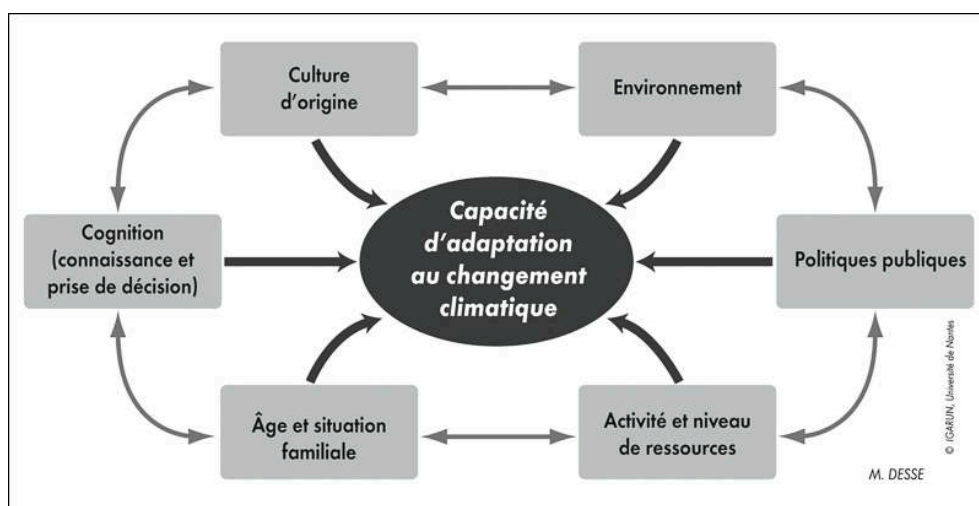 Culture
d'origine
Environnement
Capacité
d'adaptation
au changement
climatique
Cognition
(connaissance et
prise de décision)
Politiques publiques
Âge et situation
familiale
Activité et niveau
de ressources
© IGARUN, Université de Nantes
M. DESSE